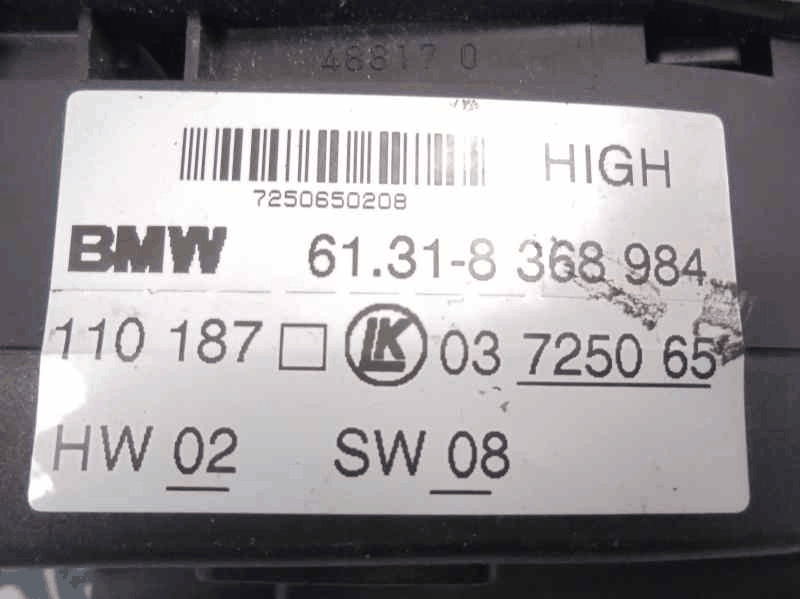 48817 0
HIGH
7250650208
BMW 61.31-8 368 984
110 187 LK 03 7250 65
HW 02 SW 08